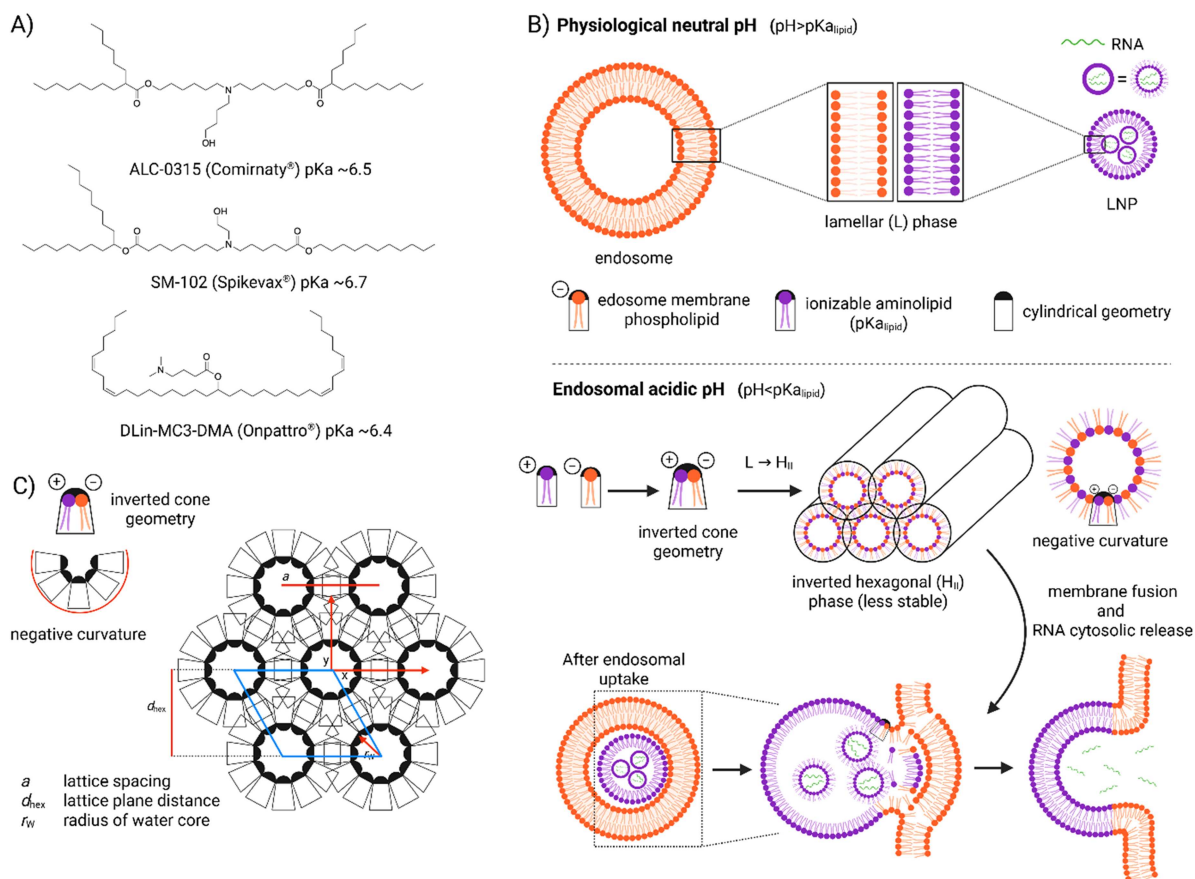 A)
O
O
N
O
O
OH
ALC-0315 (Comirnaty®) pKa ~6.5
OH
O
O
N
O
O
SM-102 (Spikevax®) pKa ~6.7
N
O
O
DLin-MC3-DMA (Onpattro®) pKa ~6.4
B) Physiological neutral pH (pH>pKalipid)
RNA
=
LNP
lamellar (L) phase
endosome
−
edosome membrane
phospholipid
ionizable aminolipid
(pKalipid)
cylindrical geometry
Endosomal acidic pH (pH<pKalipid)
+
−
+
−
inverted cone
geometry
L → HII
inverted hexagonal (HII)
phase (less stable)
+
−
negative curvature
membrane fusion
and
RNA cytosolic release
After endosomal
uptake
C)
+
−
inverted cone
geometry
negative curvature
a
y
x
dhex
rW
a lattice spacing
dhex lattice plane distance
rW radius of water core